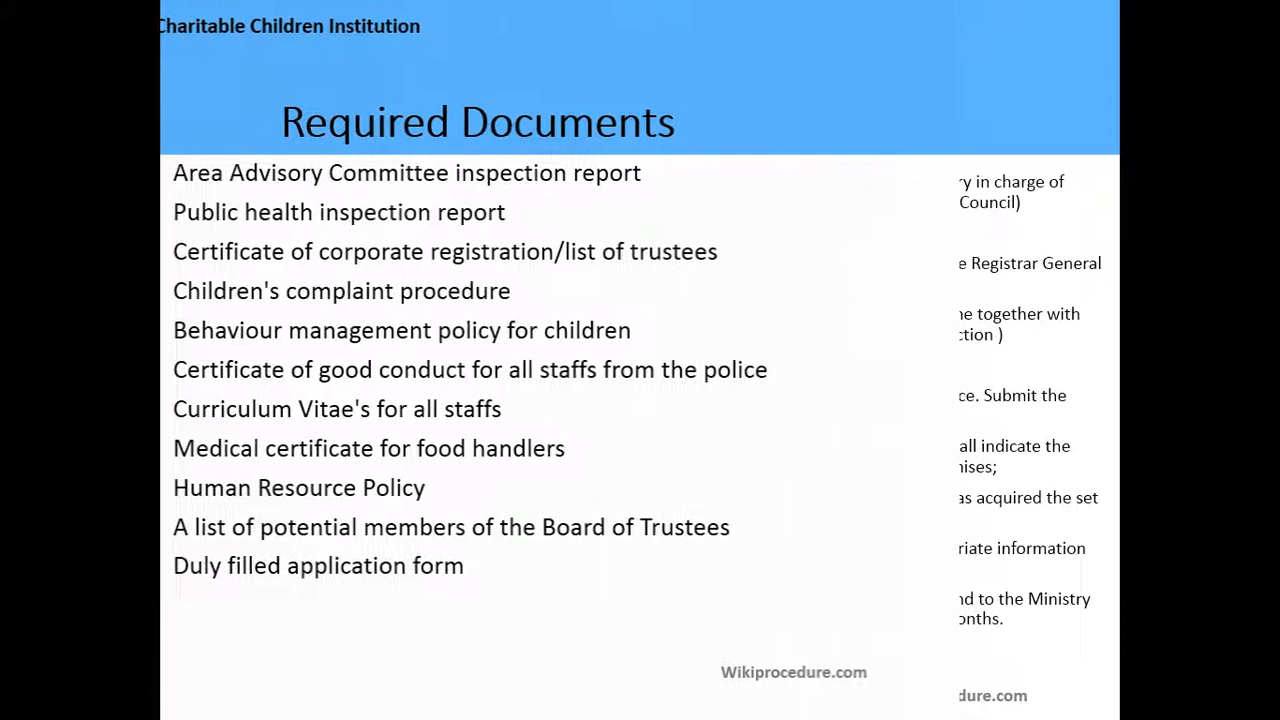 Charitable Children Institution
Required Documents
Area Advisory Committee inspection report
Public health inspection report
Certificate of corporate registration/list of trustees
Children's complaint procedure
Behaviour management policy for children
Certificate of good conduct for all staffs from the police
Curriculum Vitae's for all staffs
Medical certificate for food handlers
Human Resource Policy
A list of potential members of the Board of Trustees
Duly filled application form
Wikiprocedure.com
ry in charge of
Council)
e Registrar General
ne together with
ction )
ce. Submit the
all indicate the
nises;
as acquired the set
riate information
nd to the Ministry
onths.
dure.com